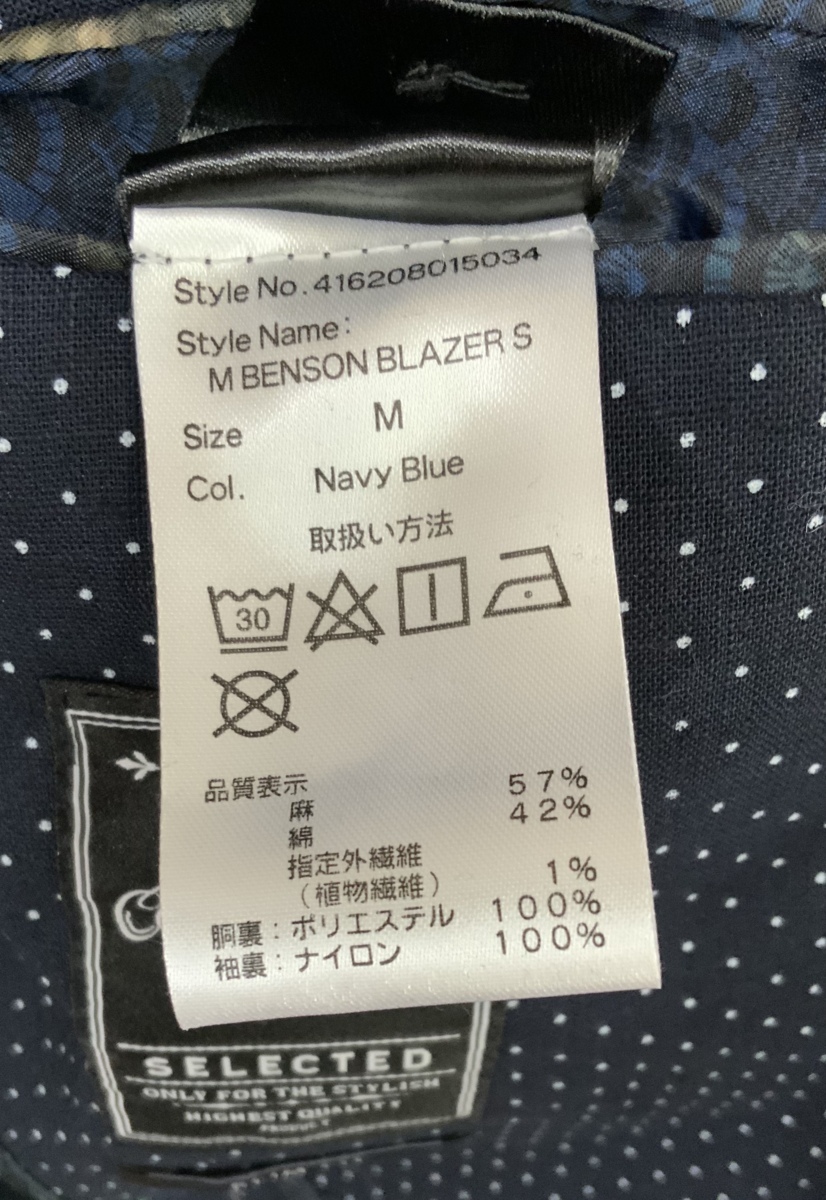 Style No. 416208015034
Style Name:
M BENSON BLAZER S
Size M
Col. Navy Blue
取扱い方法
30
品質表示
麻 57%
綿 42%
指定外繊維
(植物繊維) 1%
胴裏:ポリエステル 100%
袖裏:ナイロン 100%
SELECTED
ONLY FOR THE STYLISH
HIGHEST QUALITY
PRODUCT